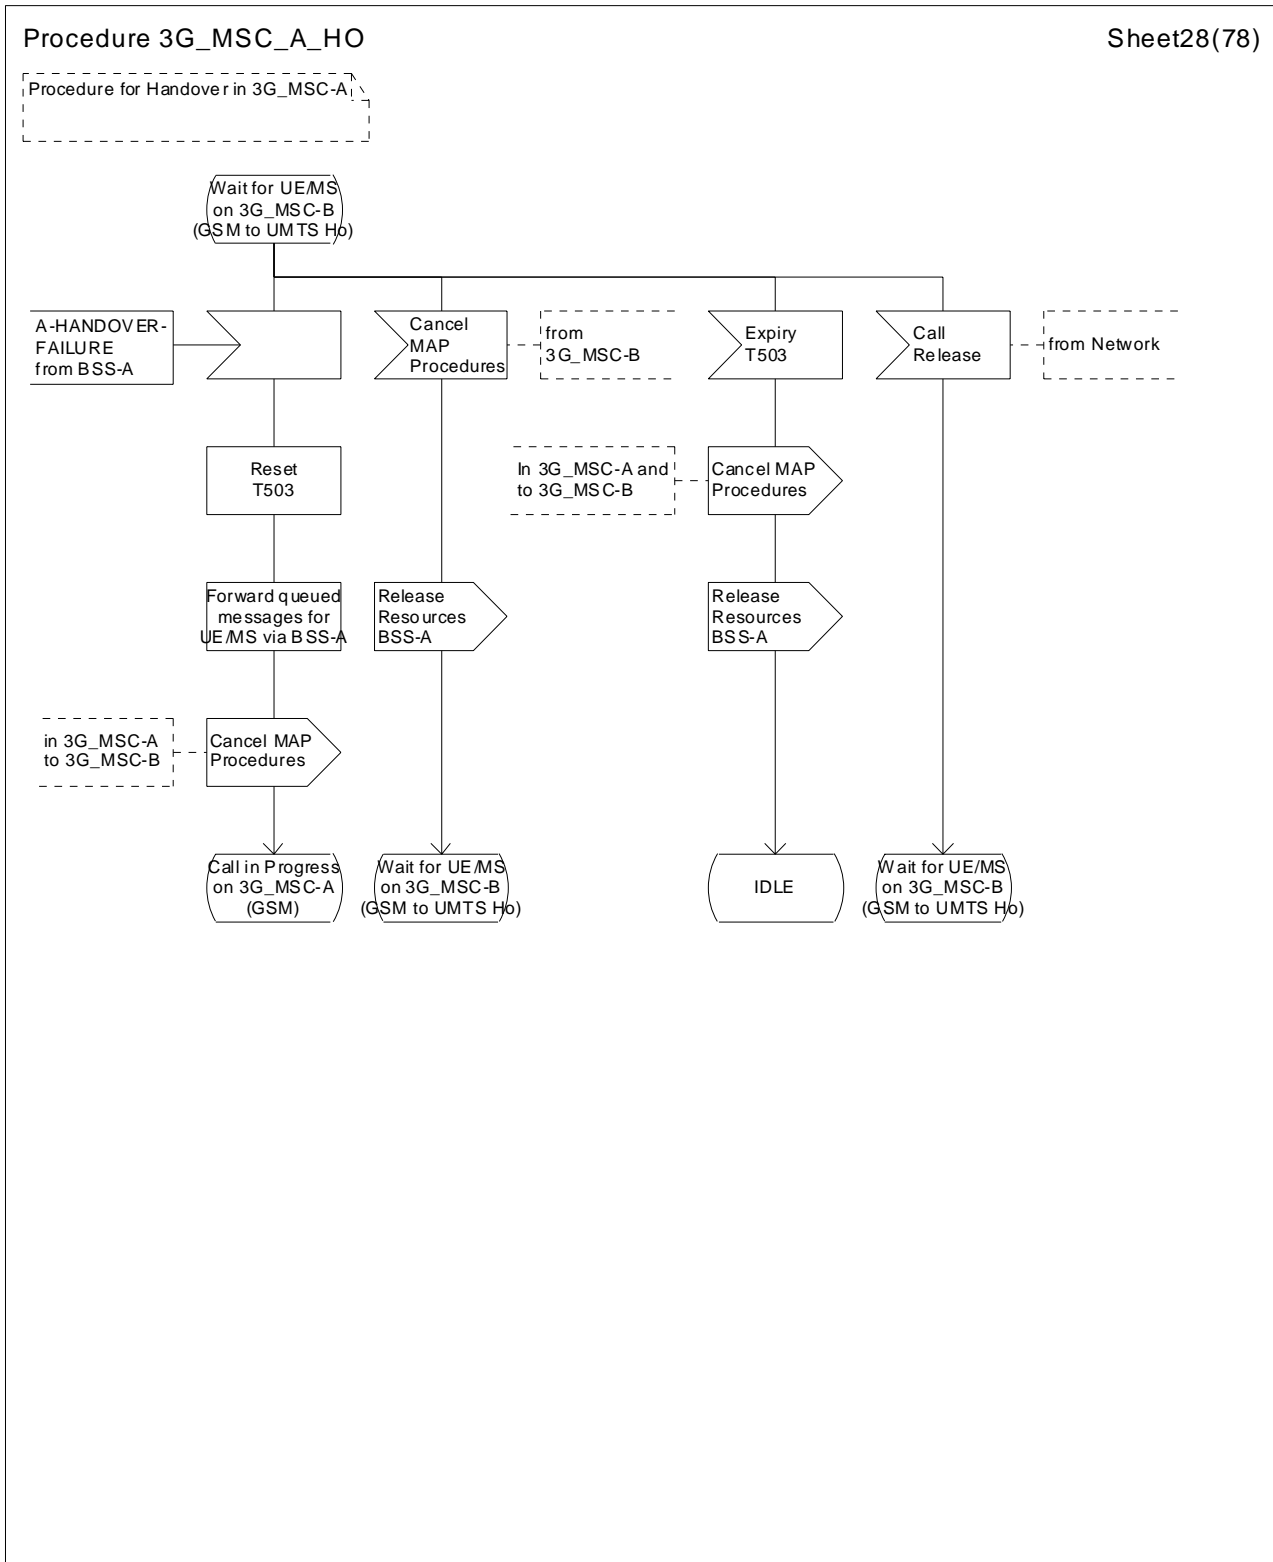 Procedure 3G_MSC_A_HO
Sheet28(78)
Procedure for Handover in 3G_MSC-A
Wait for UE/MS
on 3G_MSC-B
(GSM to UMTS Ho)
A-HANDOVER-
FAILURE
from BSS-A
Cancel
MAP
Procedures
from
3G_MSC-B
Expiry
T503
Call
Release
from Network
Reset
T503
In 3G_MSC-A and
to 3G_MSC-B
Cancel MAP
Procedures
Forward queued
messages for
UE/MS via BSS-A
Release
Resources
BSS-A
Release
Resources
BSS-A
in 3G_MSC-A
to 3G_MSC-B
Cancel MAP
Procedures
Call in Progress
on 3G_MSC-A
(GSM)
Wait for UE/MS
on 3G_MSC-B
(GSM to UMTS Ho)
IDLE
Wait for UE/MS
on 3G_MSC-B
(GSM to UMTS Ho)